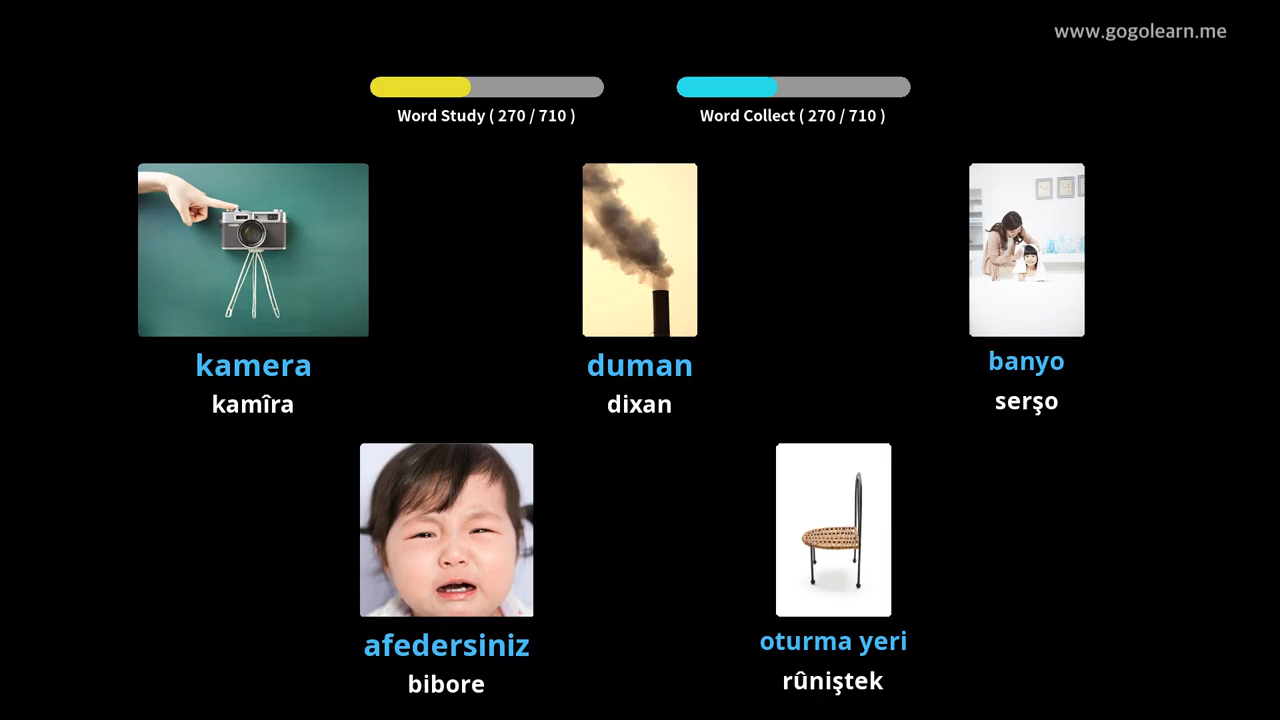 www.gogolearn.me
Word Study ( 270 / 710 )
Word Collect ( 270 / 710 )
kamera
kamîra
duman
dixan
banyo
serşo
afedersiniz
bibore
oturma yeri
rûniştek